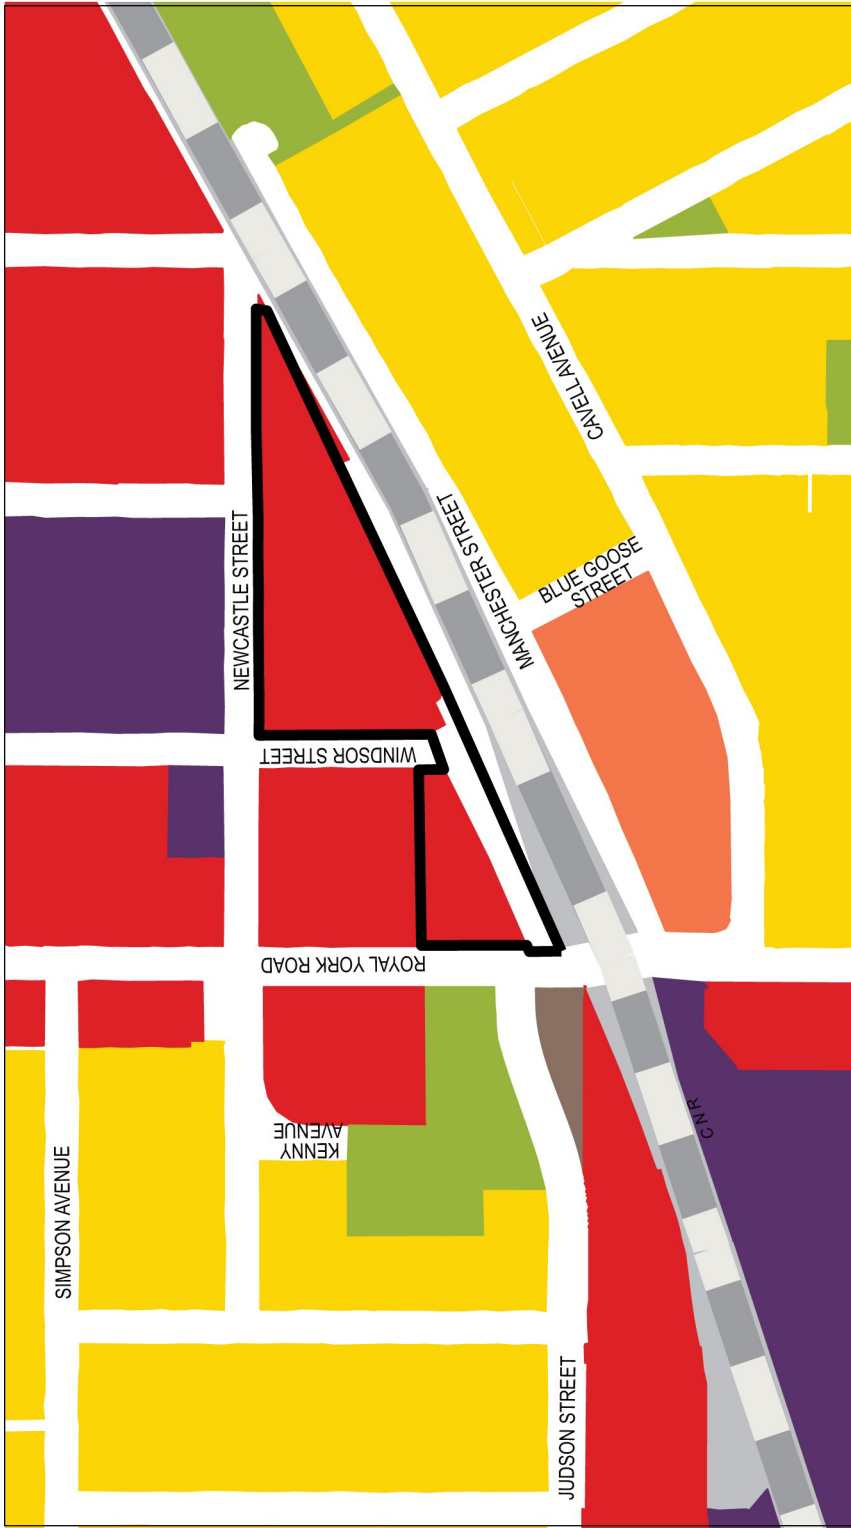 CAVELL AVENUE
MANCHESTER STREET
BLUE GOOSE
STREET
NEWCASTLE STREET
WINDSOR STREET
ROYAL YORK ROAD
KENNY
AVENUE
CNR
SIMPSON AVENUE
JUDSON STREET